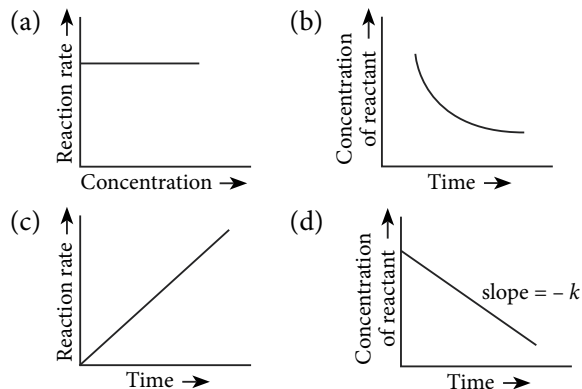 (a)
Reaction rate →
Concentration →
(b)
Concentration
of reactant →
Time →
(c)
Reaction rate →
Time →
(d)
Concentration
of reactant →
slope = – k
Time →